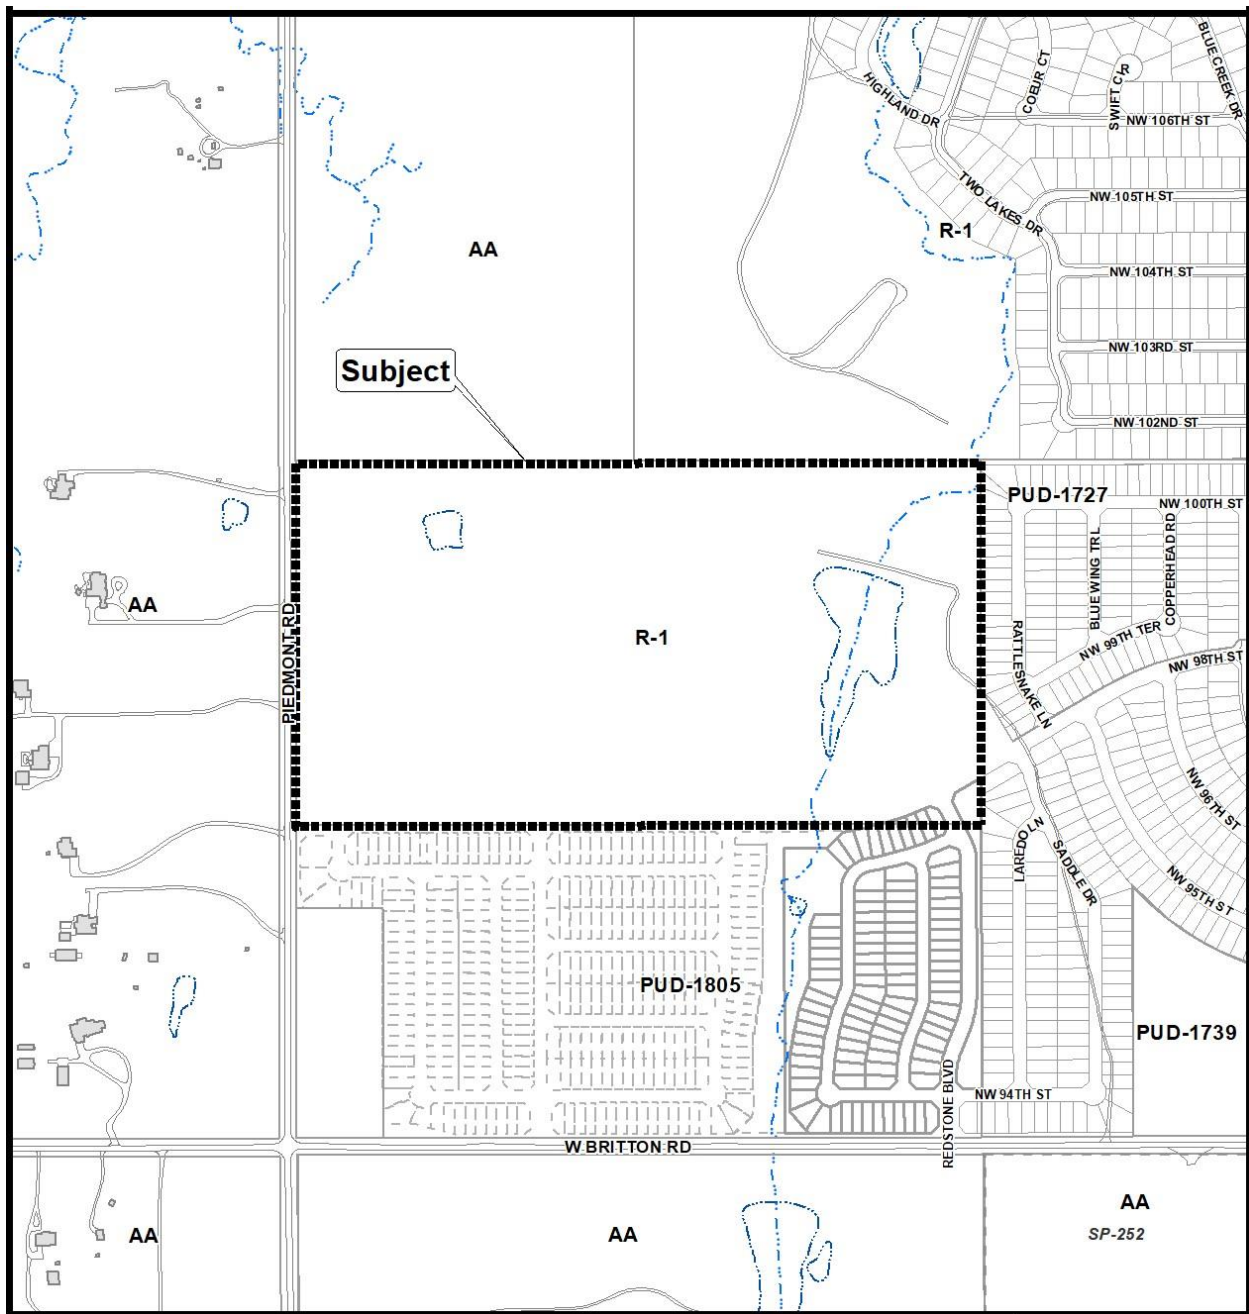 BLUE CREEK DR
COEUR CT
SWIFT CI
R
HIGHLAND DR
NW 106TH ST
TWO LAKES DR
NW 105TH ST
R-1
AA
NW 104TH ST
NW 103RD ST
Subject
NW 102ND ST
PUD-1727
NW 100TH ST
BLUE WING TRL
COPPERHEAD RD
AA
R-1
PIEDMONT RD
RATTLESNAKE LN
NW 99TH TER
NW 98TH ST
NW 96TH ST
LAREDO LN
SADDLE DR
NW 95TH ST
PUD-1805
PUD-1739
REDSTONE BLVD
NW 94TH ST
W BRITTON RD
AA
AA
AA
SP-252